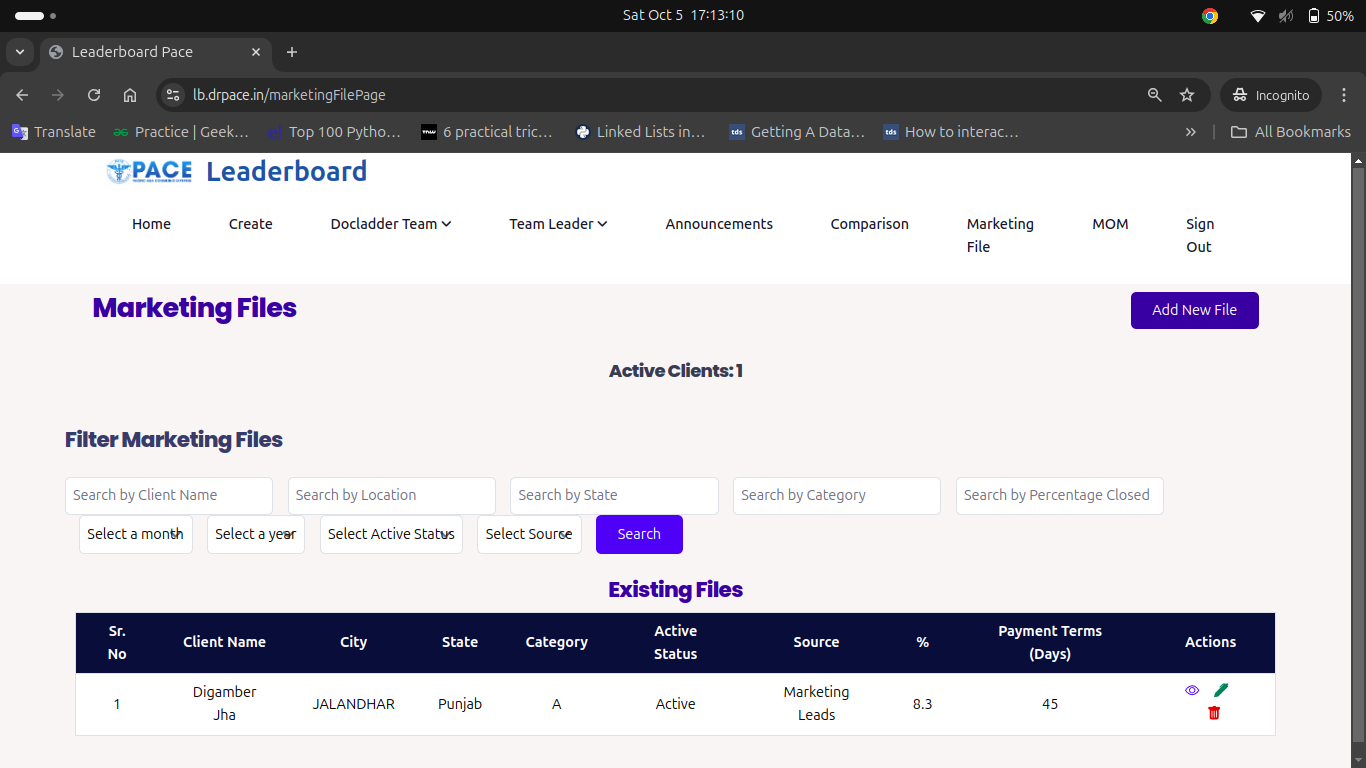 Sat Oct 5 17:13:10
50%
Leaderboard Pace
lb.drpace.in/marketingFilePage
Incognito
Translate
Practice | Geek…
Top 100 Pytho…
6 practical tric…
Linked Lists in…
Getting A Data…
How to interac…
All Bookmarks
PACE Leaderboard
Home
Create
Docladder Team
Team Leader
Announcements
Comparison
Marketing
File
MOM
Sign
Out
Marketing Files
Add New File
Active Clients: 1
Filter Marketing Files
Search by Client Name
Search by Location
Search by State
Search by Category
Search by Percentage Closed
Select a month
Select a year
Select Active Status
Select Source
Search
Existing Files
Sr.
No
Client Name
City
State
Category
Active
Status
Source
%
Payment Terms
(Days)
Actions
1
Digamber
Jha
JALANDHAR
Punjab
A
Active
Marketing
Leads
8.3
45